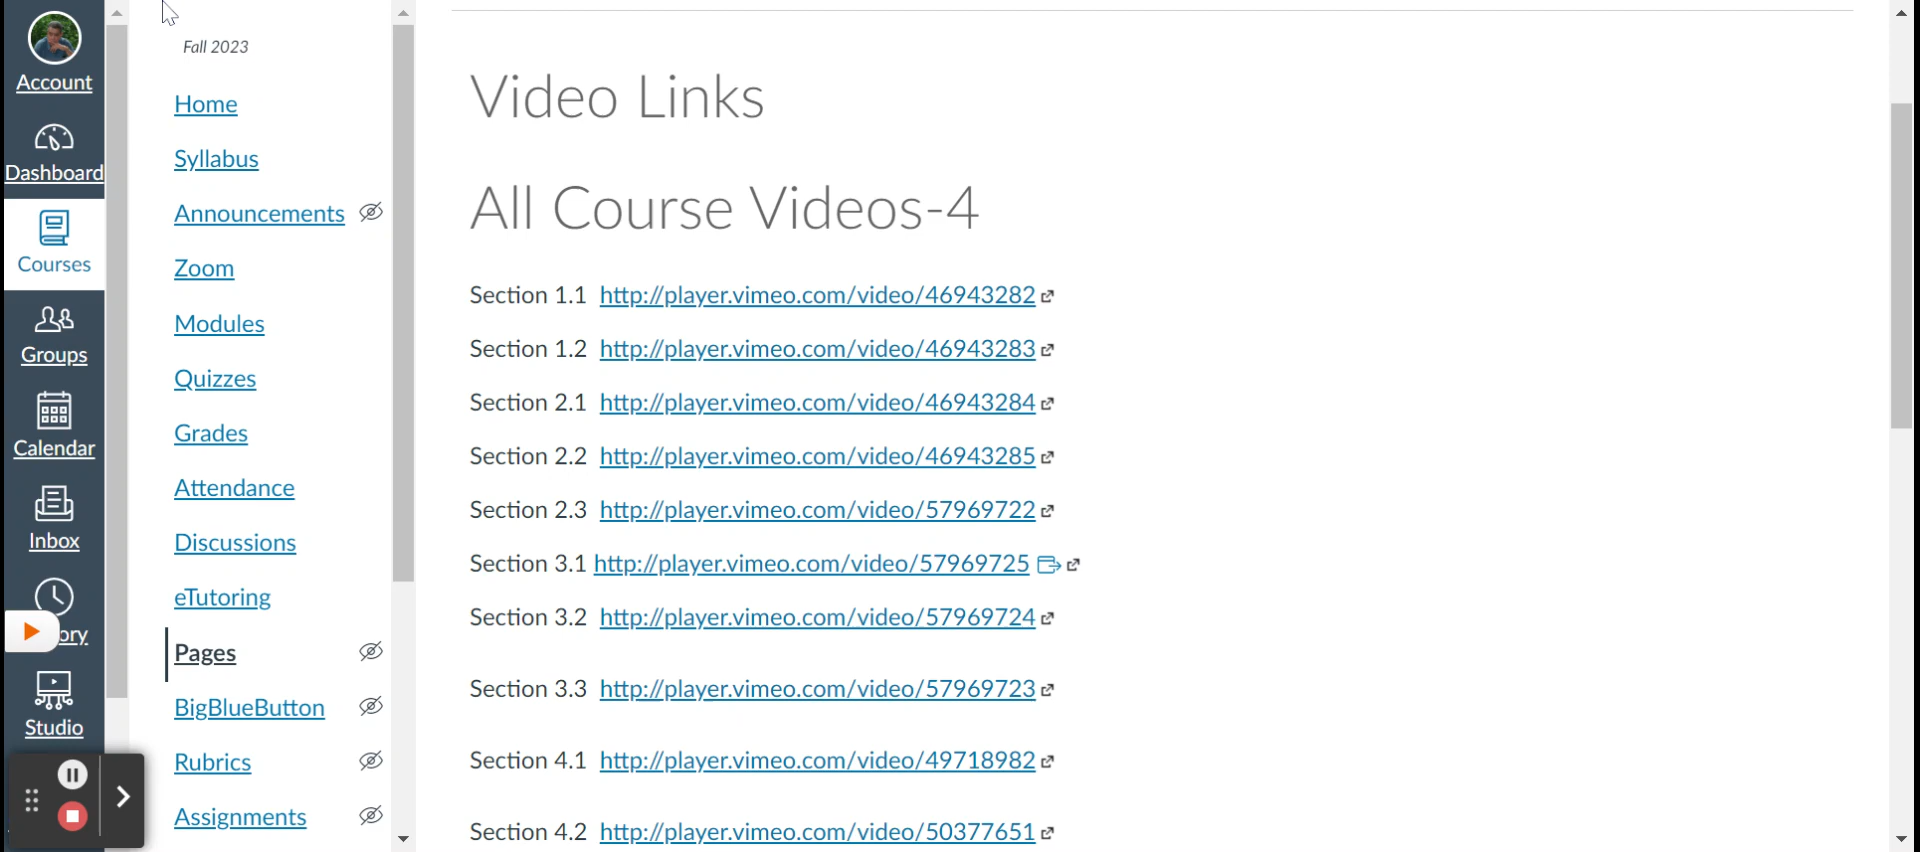 Account
Dashboard
Courses
Groups
Calendar
Inbox
ory
Studio
Fall 2023
Home
Syllabus
Announcements
Zoom
Modules
Quizzes
Grades
Attendance
Discussions
eTutoring
Pages
BigBlueButton
Rubrics
Assignments
Video Links
All Course Videos-4
Section 1.1 http://player.vimeo.com/video/46943282
Section 1.2 http://player.vimeo.com/video/46943283
Section 2.1 http://player.vimeo.com/video/46943284
Section 2.2 http://player.vimeo.com/video/46943285
Section 2.3 http://player.vimeo.com/video/57969722
Section 3.1 http://player.vimeo.com/video/57969725
Section 3.2 http://player.vimeo.com/video/57969724
Section 3.3 http://player.vimeo.com/video/57969723
Section 4.1 http://player.vimeo.com/video/49718982
Section 4.2 http://player.vimeo.com/video/50377651